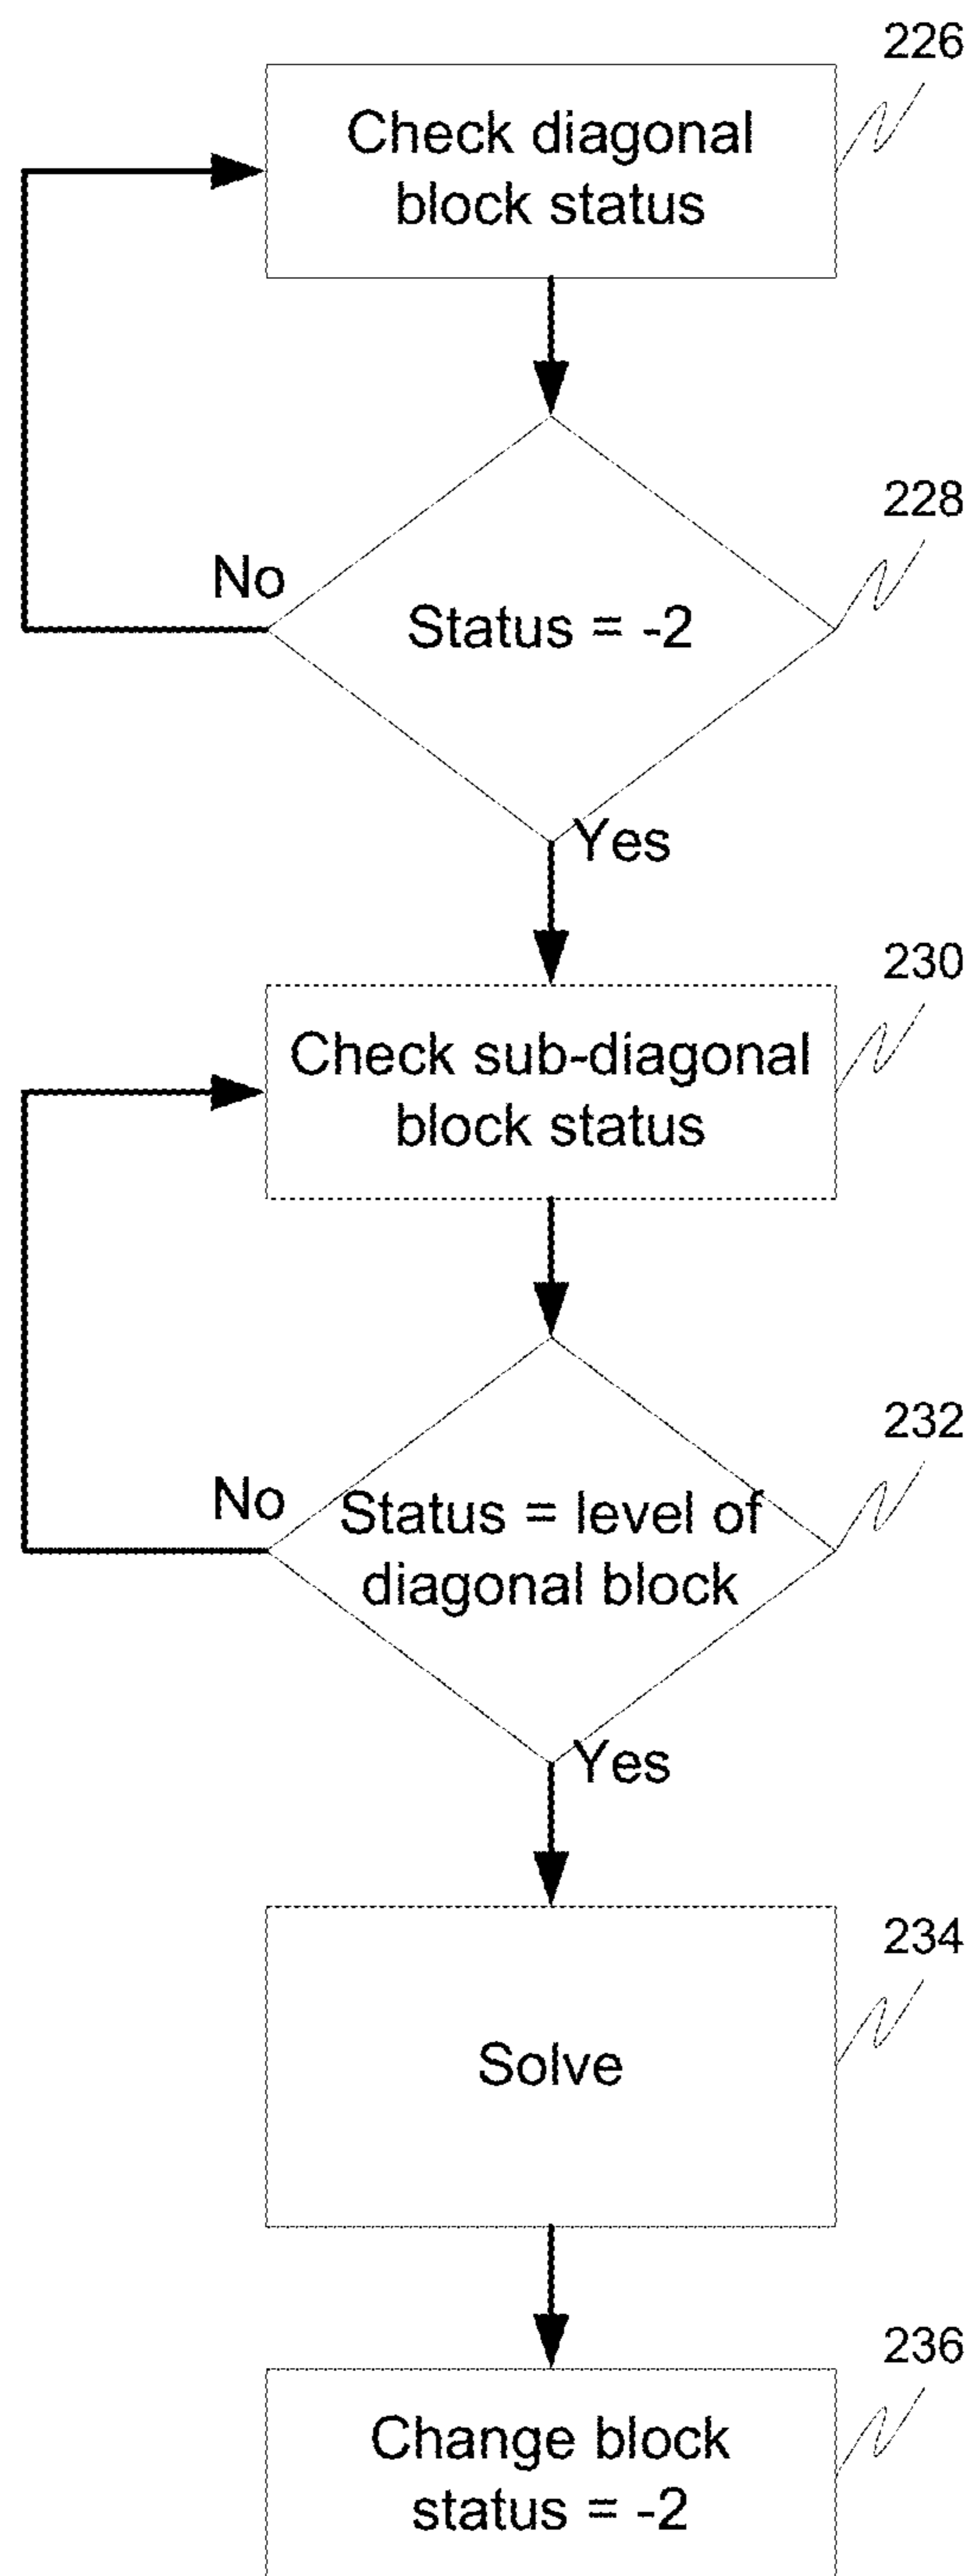 226
Check diagonal
block status
228
No
Status = -2
Yes
230
Check sub-diagonal
block status
232
No
Status = level of
diagonal block
Yes
234
Solve
236
Change block
status = -2